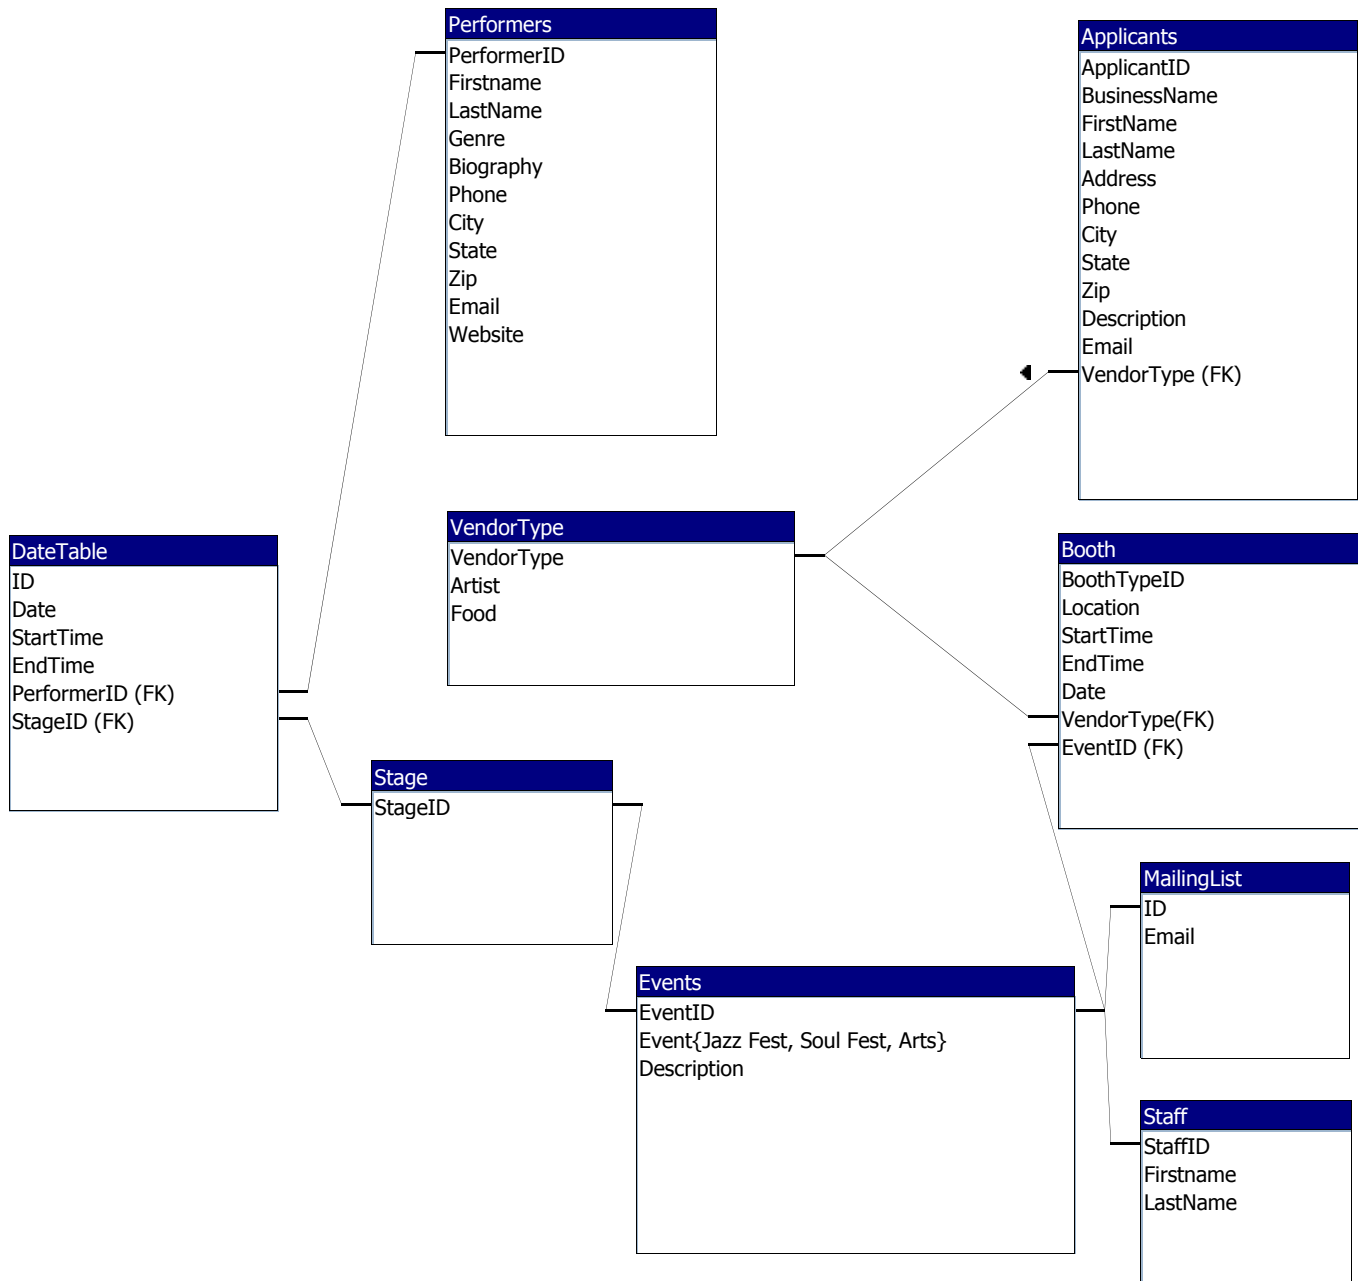 Performers
PerformerID
Firstname
LastName
Genre
Biography
Phone
City
State
Zip
Email
Website
Applicants
ApplicantID
BusinessName
FirstName
LastName
Address
Phone
City
State
Zip
Description
Email
VendorType (FK)
VendorType
VendorType
Artist
Food
DateTable
ID
Date
StartTime
EndTime
PerformerID (FK)
StageID (FK)
Booth
BoothTypeID
Location
StartTime
EndTime
Date
VendorType(FK)
EventID (FK)
Stage
StageID
MailingList
ID
Email
Events
EventID
Event{Jazz Fest, Soul Fest, Arts}
Description
Staff
StaffID
Firstname
LastName